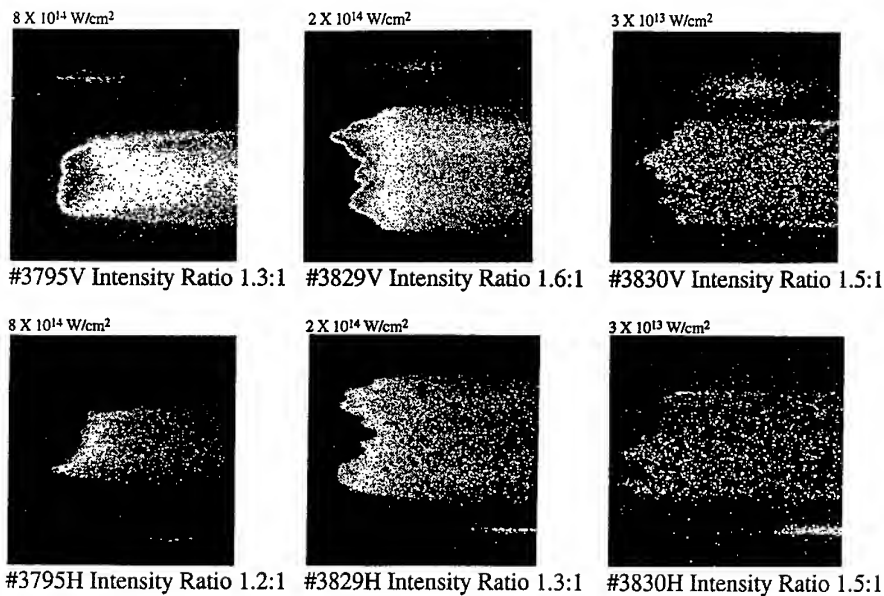 8 X 10¹⁴ W/cm² 2 X 10¹⁴ W/cm² 3 X 10¹³ W/cm²
#3795V Intensity Ratio 1.3:1 #3829V Intensity Ratio 1.6:1 #3830V Intensity Ratio 1.5:1
8 X 10¹⁴ W/cm² 2 X 10¹⁴ W/cm² 3 X 10¹³ W/cm²
#3795H Intensity Ratio 1.2:1 #3829H Intensity Ratio 1.3:1 #3830H Intensity Ratio 1.5:1